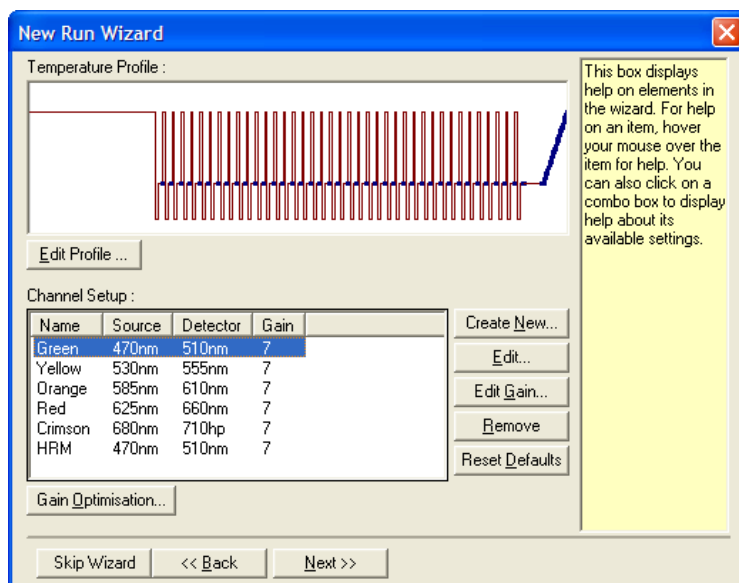 New Run Wizard
Temperature Profile :
Edit Profile ...
Channel Setup :
Name Source Detector Gain
Green 470nm 510nm 7
Yellow 530nm 555nm 7
Orange 585nm 610nm 7
Red 625nm 660nm 7
Crimson 680nm 710hp 7
HRM 470nm 510nm 7
Create New...
Edit...
Edit Gain...
Remove
Reset Defaults
Gain Optimisation...
Skip Wizard << Back Next >>
This box displays
help on elements in
the wizard. For help
on an item, hover
your mouse over the
item for help. You
can also click on a
combo box to display
help about its
available settings.